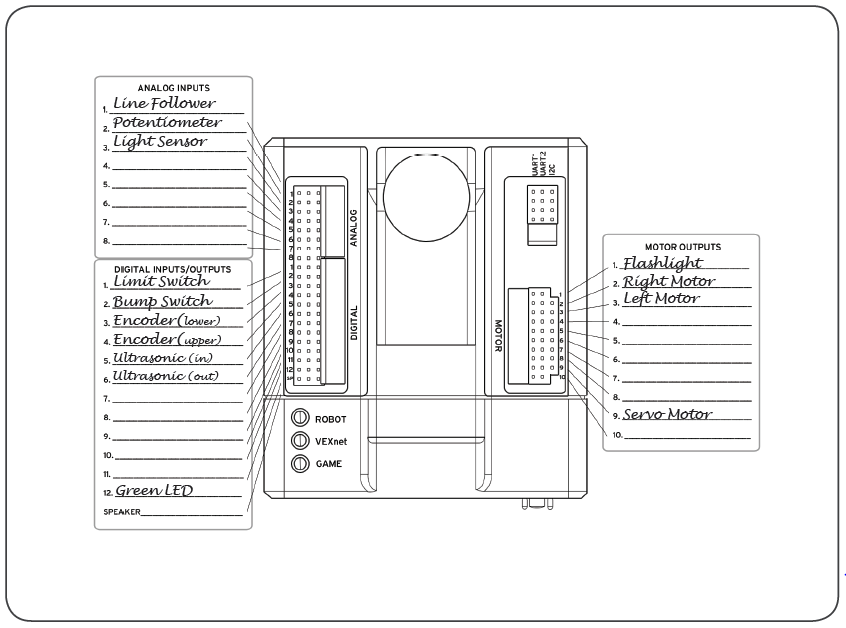 ANALOG INPUTS
1. Line Follower
2. Potentiometer
3. Light Sensor
4.
5.
6.
7.
8.
DIGITAL INPUTS/OUTPUTS
1. Limit Switch
2. Bump Switch
3. Encoder(lower)
4. Encoder(upper)
5. Ultrasonic (in)
6. Ultrasonic (out)
7.
8.
9.
10.
11.
12. Green LED
SPEAKER
1
2
3
4
5
6
7
8
ANALOG
1
2
3
4
5
6
7
8
9
10
11
12
SP
DIGITAL
ROBOT
VEXnet
GAME
UART1
UART2
I2C
MOTOR
1
2
3
4
5
6
7
8
9
10
MOTOR OUTPUTS
1. Flashlight
2. Right Motor
3. Left Motor
4.
5.
6.
7.
8.
9. Servo Motor
10.